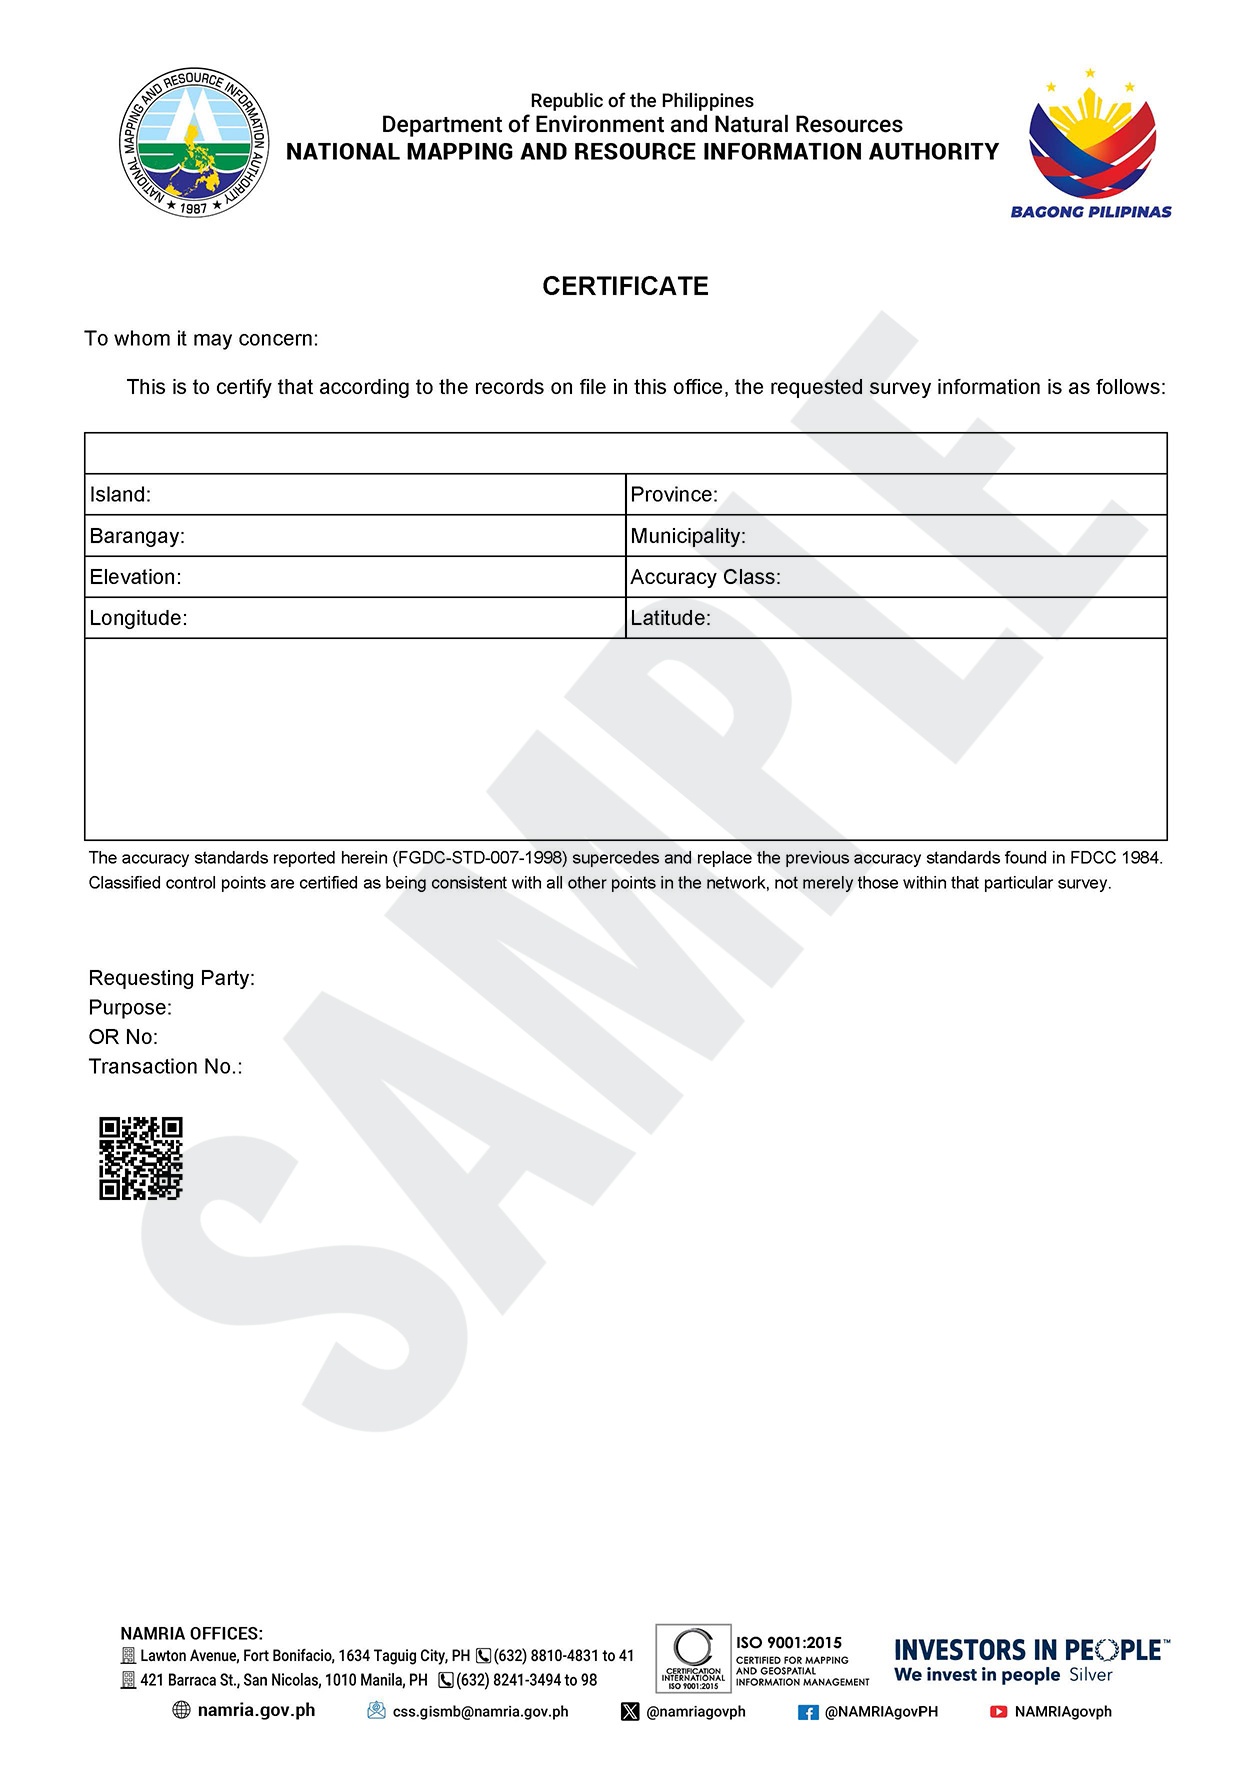 NATIONAL MAPPING AND RESOURCE INFORMATION AUTHORITY
★ 1987 ★
Republic of the Philippines
Department of Environment and Natural Resources
NATIONAL MAPPING AND RESOURCE INFORMATION AUTHORITY
BAGONG PILIPINAS
CERTIFICATE
To whom it may concern:
This is to certify that according to the records on file in this office, the requested survey information is as follows:
Island: Province:
Barangay: Municipality:
Elevation: Accuracy Class:
Longitude: Latitude:
The accuracy standards reported herein (FGDC-STD-007-1998) supercedes and replace the previous accuracy standards found in FDCC 1984.
Classified control points are certified as being consistent with all other points in the network, not merely those within that particular survey.
Requesting Party:
Purpose:
OR No:
Transaction No.:
SAMPLE
NAMRIA OFFICES:
Lawton Avenue, Fort Bonifacio, 1634 Taguig City, PH (632) 8810-4831 to 41
421 Barraca St., San Nicolas, 1010 Manila, PH (632) 8241-3494 to 98
CERTIFICATION
INTERNATIONAL
ISO 9001:2015
ISO 9001:2015
CERTIFIED FOR MAPPING
AND GEOSPATIAL
INFORMATION MANAGEMENT
INVESTORS IN PEOPLE™
We invest in people Silver
namria.gov.ph css.gismb@namria.gov.ph @namriagovph @NAMRIAgovPH NAMRIAgovph